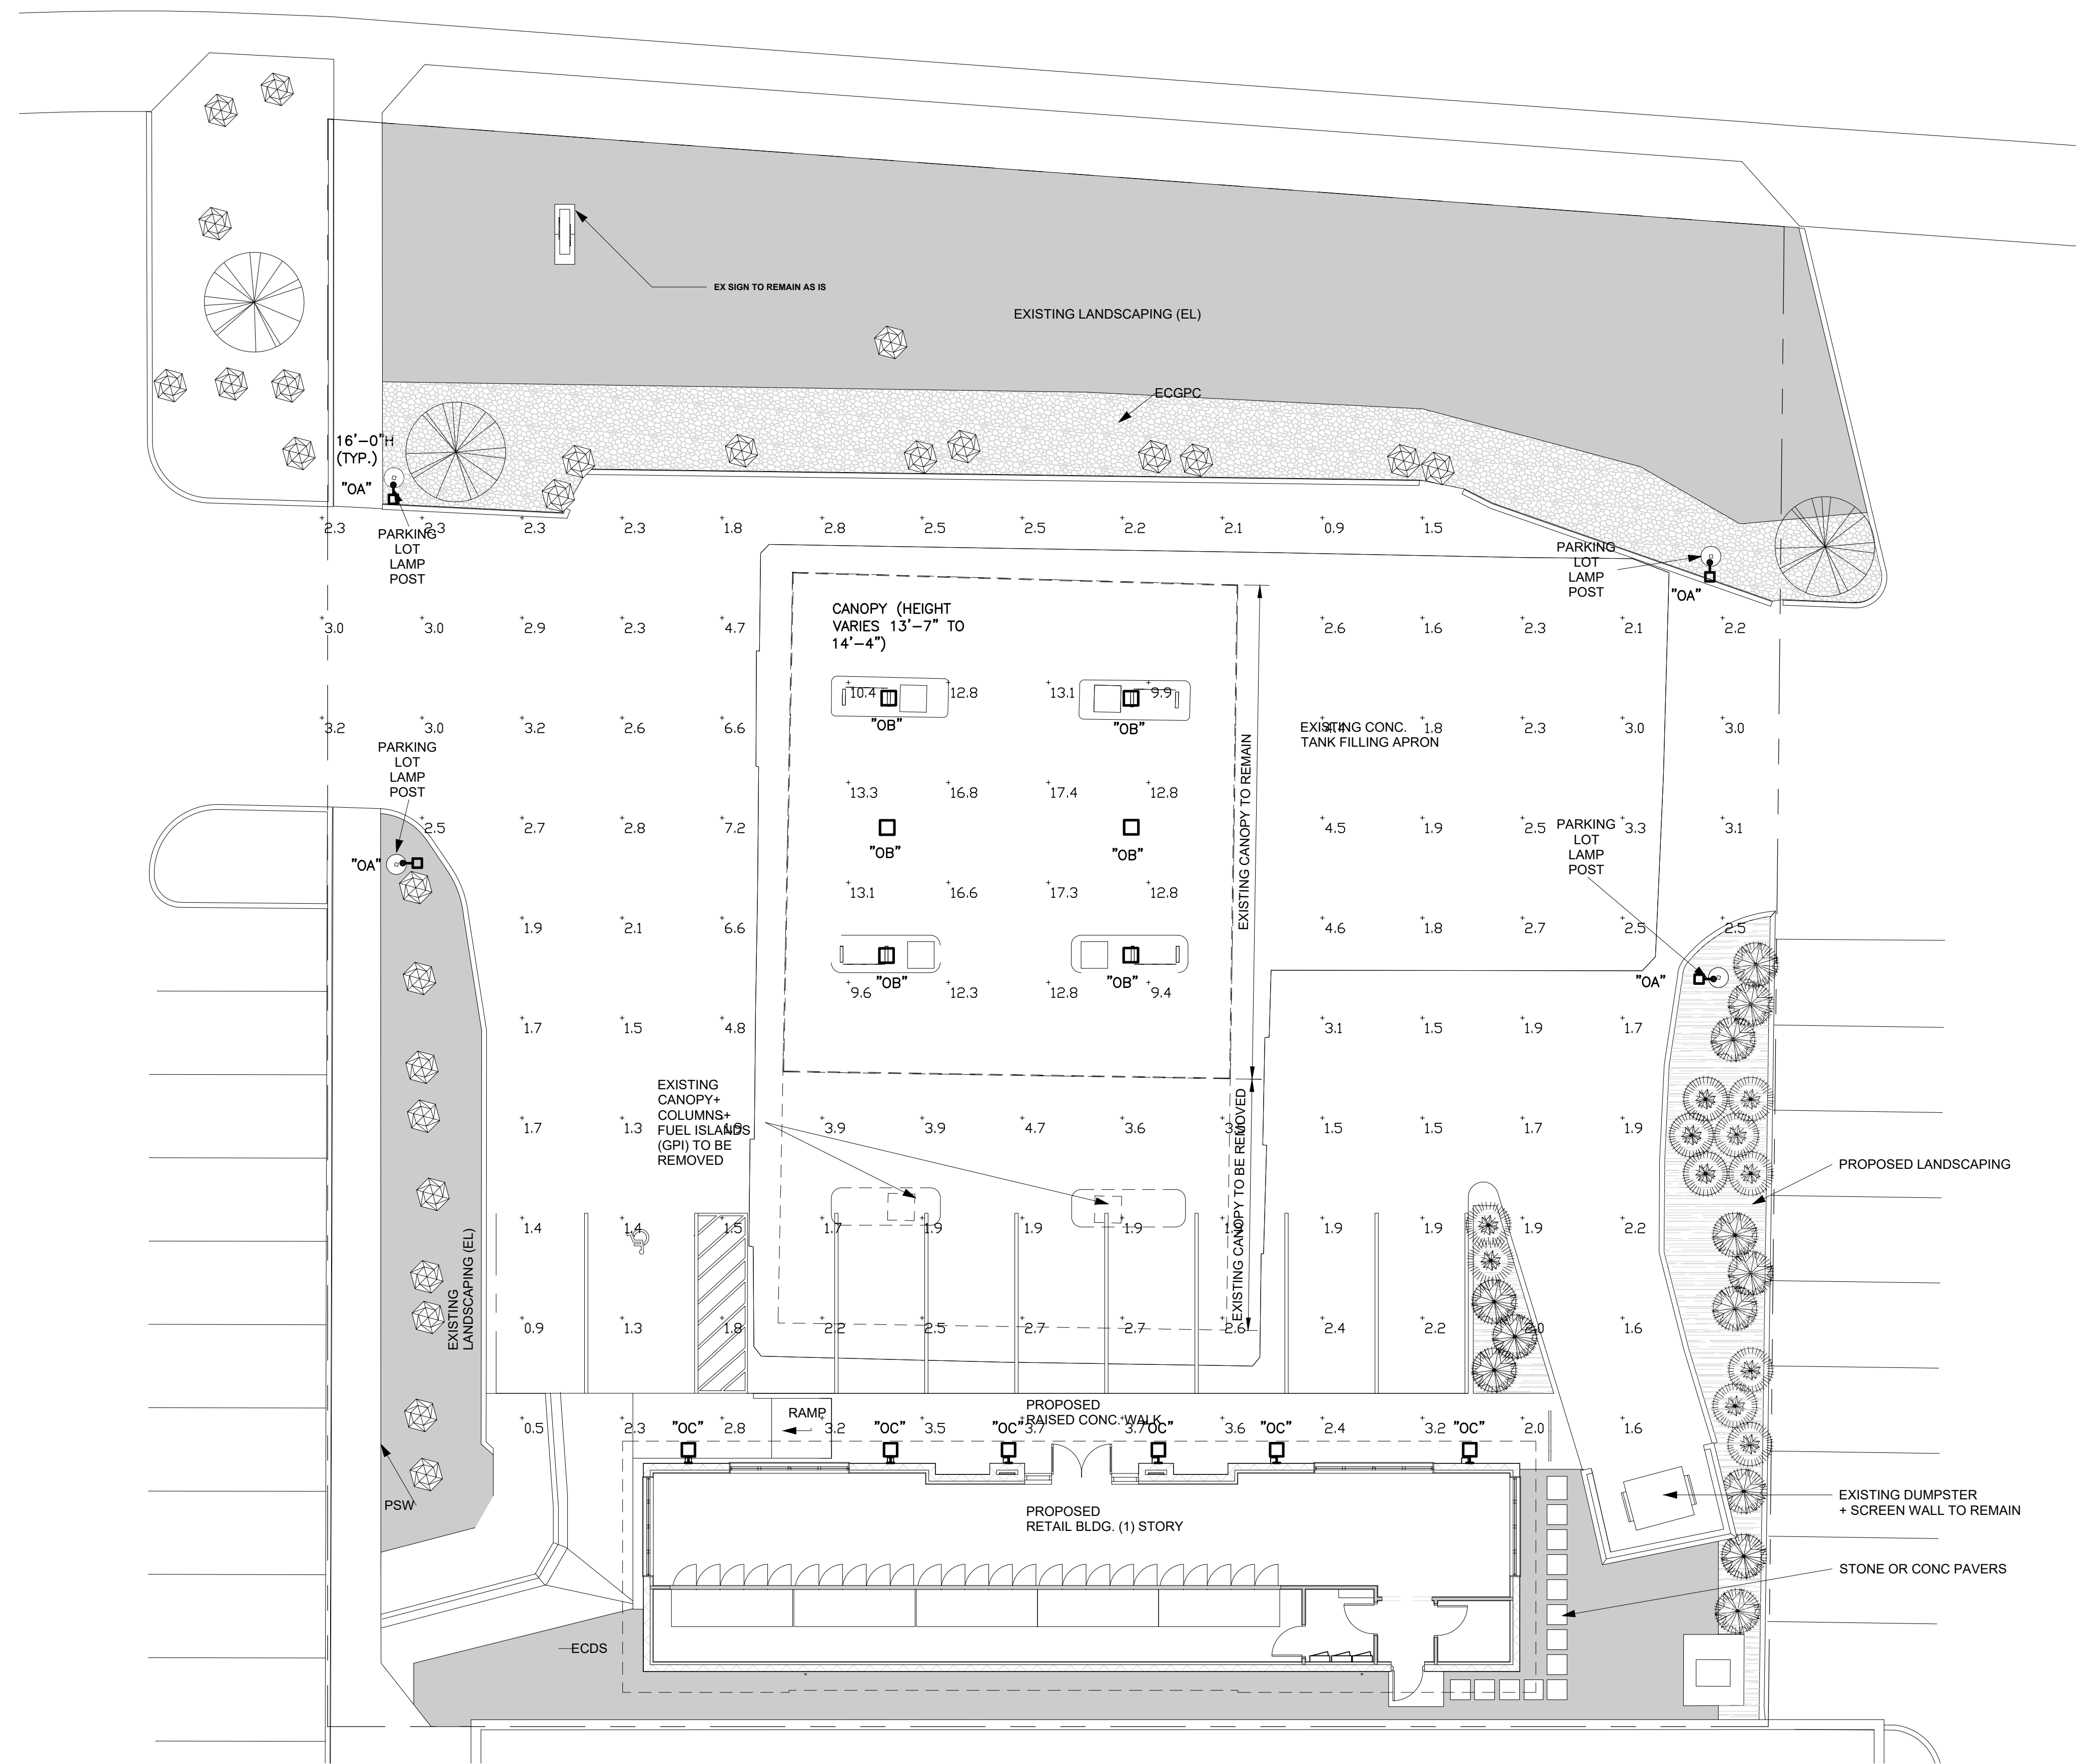 EX SIGN TO REMAIN AS IS
EXISTING LANDSCAPING (EL)
ECGPC
16'-0"H
(TYP.)
"OA"
2.3 2.3 2.3 2.3 1.8 2.8 2.5 2.5 2.2 2.1 0.9 1.5
PARKING
LOT
LAMP
POST
PARKING
LOT
LAMP
POST
"OA"
CANOPY (HEIGHT
VARIES 13'-7" TO
14'-4")
3.0 3.0 2.9 2.3 4.7 2.6 1.6 2.3 2.1 2.2
10.4 12.8 13.1 9.9
"OB" "OB"
3.2 3.0 3.2 2.6 6.6 4.4 1.8 2.3 3.0 3.0
EXISTING CONC.
TANK FILLING APRON
PARKING
LOT
LAMP
POST
EXISTING CANOPY TO REMAIN
13.3 16.8 17.4 12.8
2.5 2.7 2.8 7.2 4.5 1.9 2.5 3.3 3.1
"OB" "OB"
PARKING
LOT
LAMP
POST
"OA"
13.1 16.6 17.3 12.8
1.9 2.1 6.6 4.6 1.8 2.7 2.5 2.5
"OB" "OB"
"OA"
9.6 12.3 12.8 9.4
1.7 1.5 4.8 3.1 1.5 1.9 1.7
EXISTING
CANOPY+
COLUMNS+
FUEL ISLANDS
(GPI) TO BE
REMOVED
EXISTING CANOPY TO BE REMOVED
1.7 1.3 3.9 3.9 4.7 3.6 1.5 1.5 1.7 1.9
PROPOSED LANDSCAPING
1.4 1.4 1.5 1.7 1.9 1.9 1.9 1.9 1.9 1.9 2.2
EXISTING
LANDSCAPING (EL)
0.9 1.3 1.8 2.2 2.5 2.7 2.7 2.6 2.4 2.2 2.0 1.6
RAMP
PROPOSED
RAISED CONC. WALK
0.5 2.3 2.8 3.2 3.5 3.7 3.7 3.6 2.4 3.2 2.0 1.6
"OC" "OC" "OC" "OC" "OC" "OC"
PSW
PROPOSED
RETAIL BLDG. (1) STORY
EXISTING DUMPSTER
+ SCREEN WALL TO REMAIN
STONE OR CONC PAVERS
ECDS